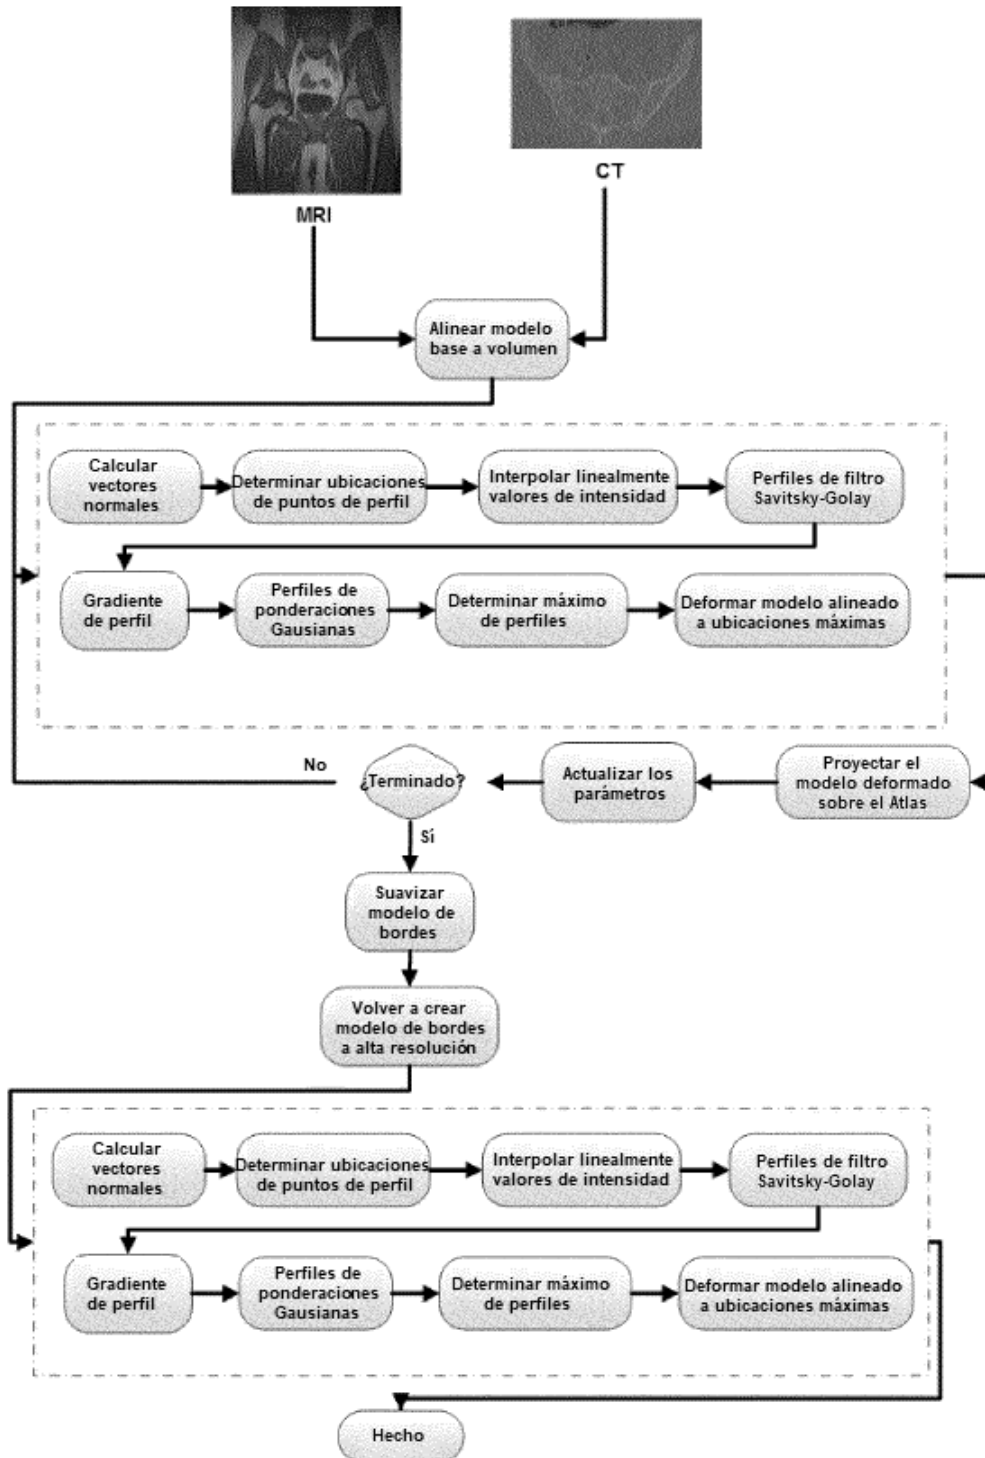 MRI
CT
Alinear modelo
base a volumen
Calcular
vectores
normales
Determinar ubicaciones
de puntos de perfil
Interpolar linealmente
valores de intensidad
Perfiles de filtro
Savitsky-Golay
Gradiente
de perfil
Perfiles de
ponderaciones
Gausianas
Determinar máximo
de perfiles
Deformar modelo alineado
a ubicaciones máximas
No
¿Terminado?
Actualizar los
parámetros
Proyectar el
modelo deformado
sobre el Atlas
Sí
Suavizar
modelo de
bordes
Volver a crear
modelo de bordes
a alta resolución
Calcular
vectores
normales
Determinar ubicaciones
de puntos de perfil
Interpolar linealmente
valores de intensidad
Perfiles de filtro
Savitsky-Golay
Gradiente
de perfil
Perfiles de
ponderaciones
Gausianas
Determinar máximo
de perfiles
Deformar modelo alineado
a ubicaciones máximas
Hecho